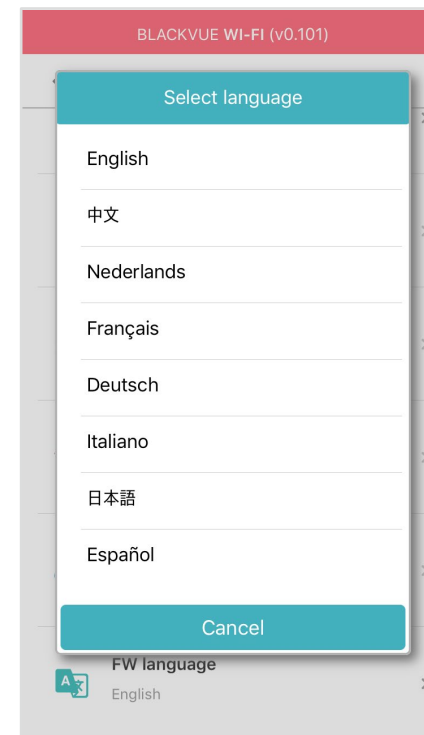 BLACKVUE WI-FI (v0.101)
Select language
English
中文
Nederlands
Français
Deutsch
Italiano
日本語
Español
Cancel
FW language
English